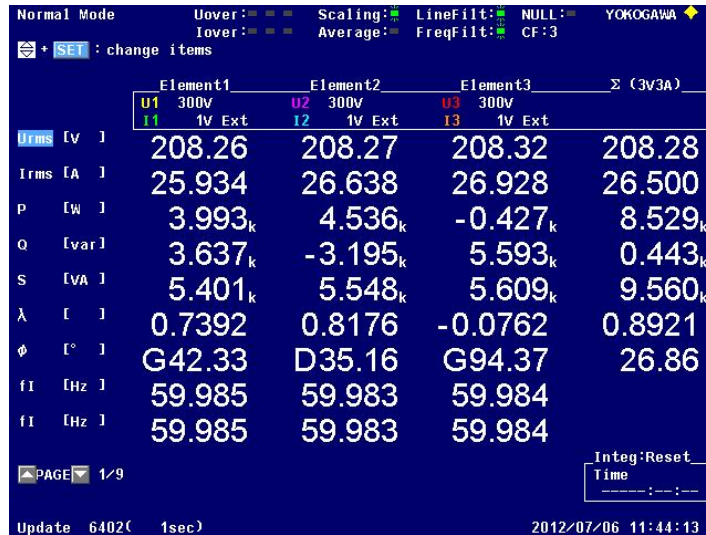 Normal Mode Uover: Scaling: LineFilt: NULL: YOKOGAWA
Iover: Average: FreqFilt: CF:3
+ SET : change items
Element1 Element2 Element3 Σ (3V3A)
U1 300V U2 300V U3 300V
I1 1V Ext I2 1V Ext I3 1V Ext
Urms [V ] 208.26 208.27 208.32 208.28
Irms [A ] 25.934 26.638 26.928 26.500
P [W ] 3.993k 4.536k -0.427k 8.529k
Q [var] 3.637k -3.195k 5.593k 0.443k
S [VA ] 5.401k 5.548k 5.609k 9.560k
λ [ ] 0.7392 0.8176 -0.0762 0.8921
ϕ [° ] G42.33 D35.16 G94.37 26.86
fI [Hz ] 59.985 59.983 59.984
fI [Hz ] 59.985 59.983 59.984
Integ:Reset
PAGE 1/9 Time
-----:--:--
Update 6402( 1sec) 2012/07/06 11:44:13